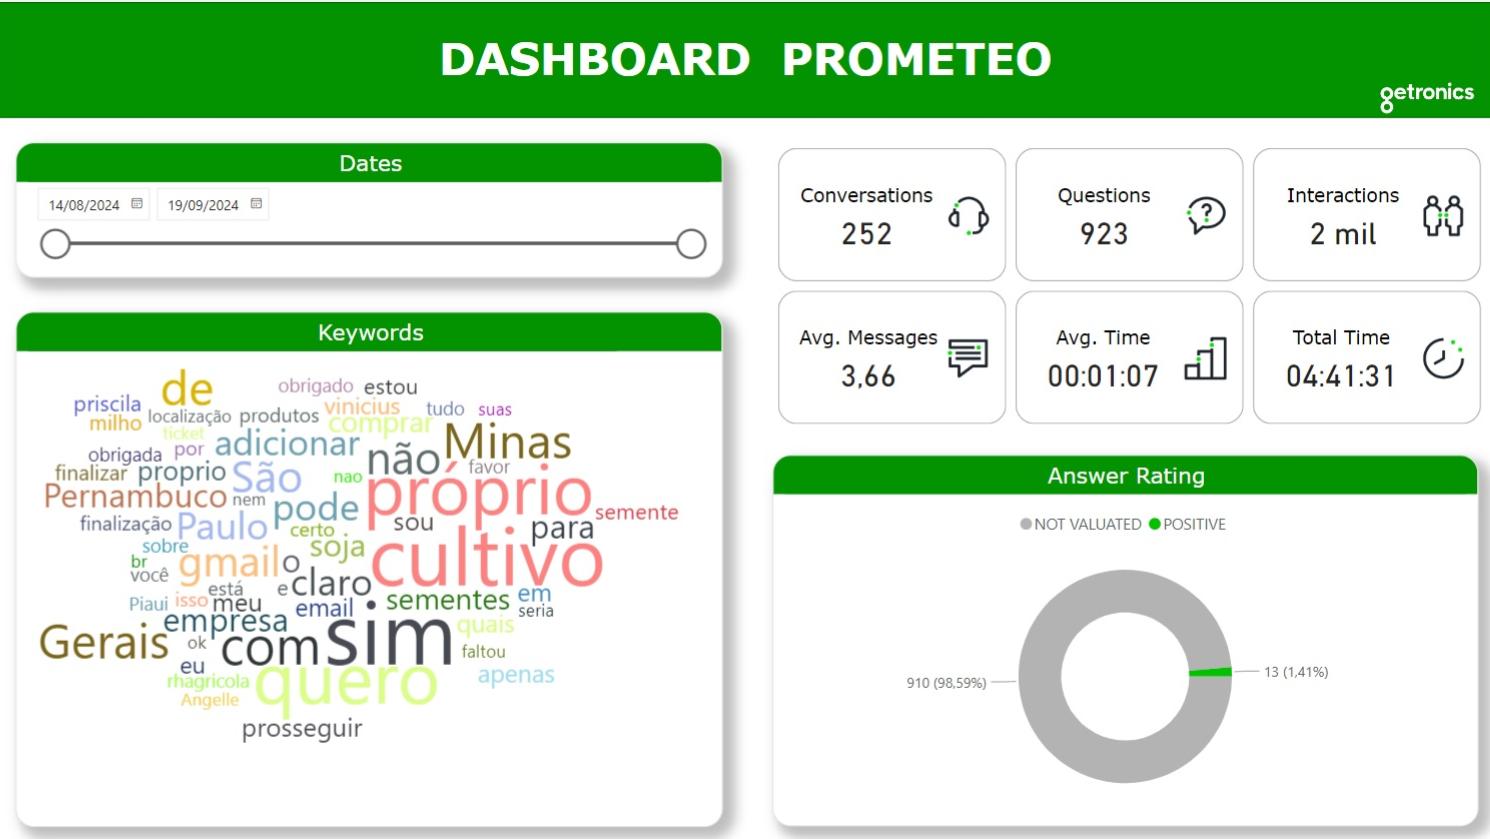 DASHBOARD PROMETEO
getronics
Dates
14/08/2024 19/09/2024
Conversations
252
Questions
923
Interactions
2 mil
Avg. Messages
3,66
Avg. Time
00:01:07
Total Time
04:41:31
Keywords
de
obrigado estou
priscila
localização produtos vinicius tudo suas
milho
ticket
comprar
obrigada por adicionar não Minas
finalizar proprio São nao favor
Pernambuco nem pode próprio
semente
finalização Paulo certo sou para
sobre
soja
br
gmail o cultivo
você
está e claro
Piaui isso meu email . sementes em
seria
empresa
quais
Gerais ok com sim faltou
eu
rhagricola quero apenas
Angelle
prosseguir
Answer Rating
NOT VALUATED POSITIVE
910 (98,59%)
13 (1,41%)